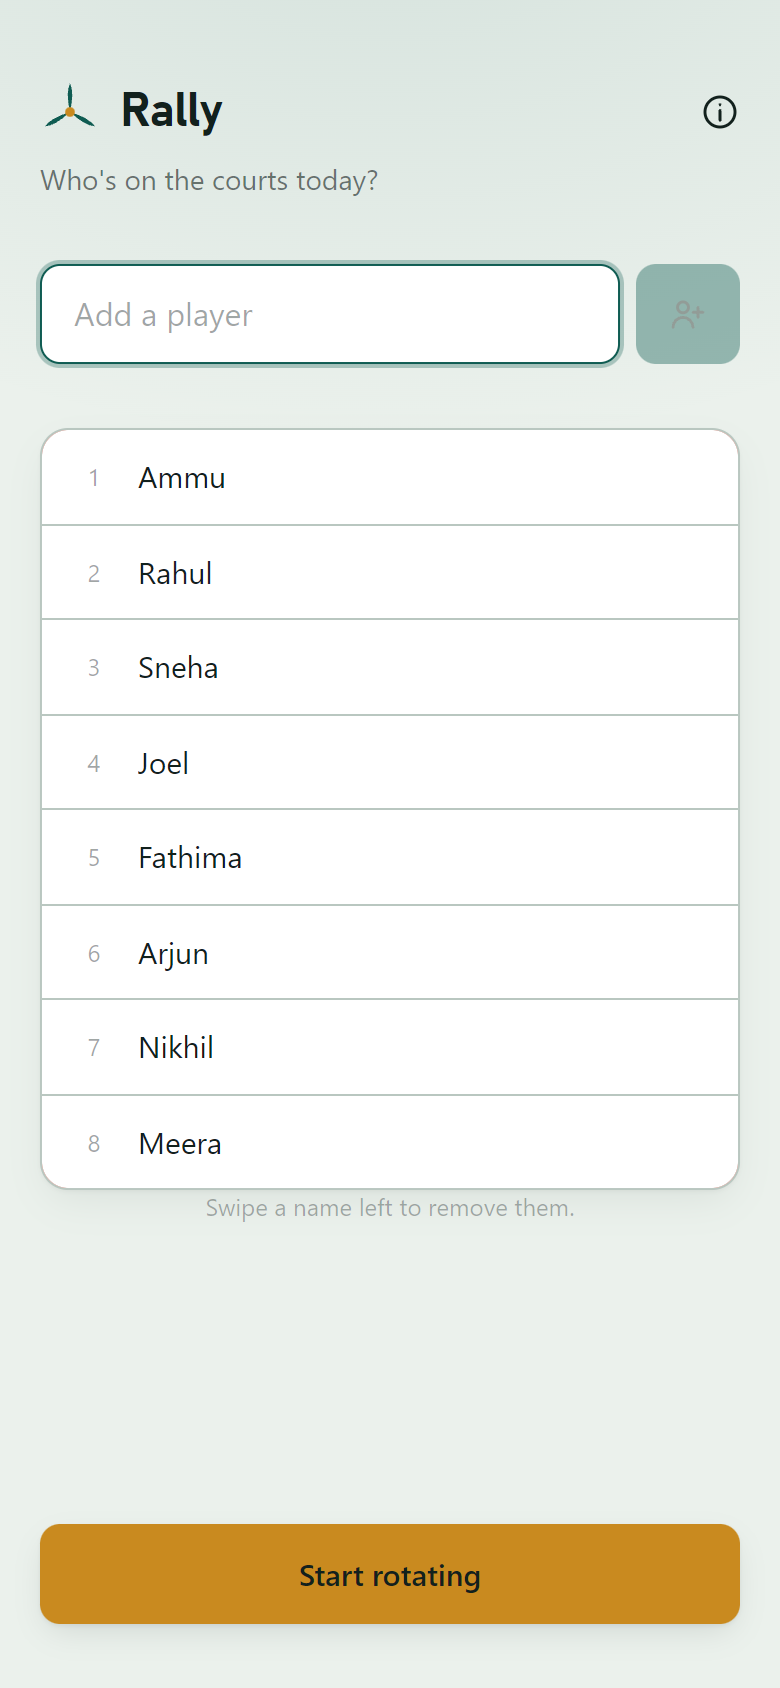 Rally
Who's on the courts today?
Add a player
1 Ammu
2 Rahul
3 Sneha
4 Joel
5 Fathima
6 Arjun
7 Nikhil
8 Meera
Swipe a name left to remove them.
Start rotating